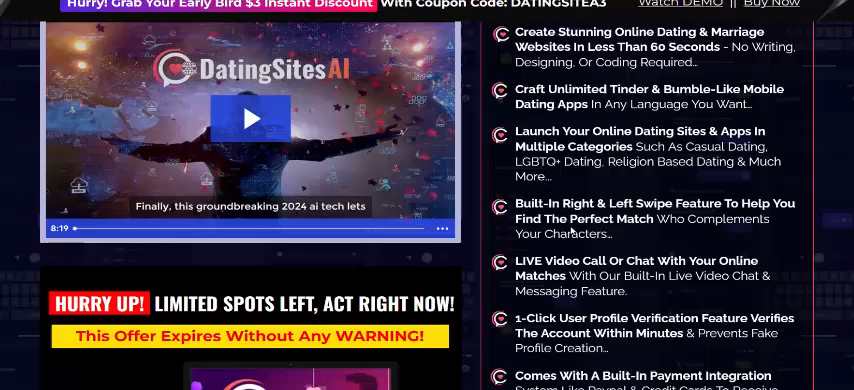 Hurry! Grab Your Early Bird $3 Instant Discount With Coupon Code: DATINGSITEA3
Watch DEMO || Buy Now
DatingSitesAI
Finally, this groundbreaking 2024 ai tech lets
8:19
HURRY UP! LIMITED SPOTS LEFT, ACT RIGHT NOW!
This Offer Expires Without Any WARNING!
Create Stunning Online Dating & Marriage
Websites In Less Than 60 Seconds - No Writing,
Designing, Or Coding Required...
Craft Unlimited Tinder & Bumble-Like Mobile
Dating Apps In Any Language You Want...
Launch Your Online Dating Sites & Apps In
Multiple Categories Such As Casual Dating,
LGBTQ+ Dating, Religion Based Dating & Much
More...
Built-In Right & Left Swipe Feature To Help You
Find The Perfect Match Who Complements
Your Characters...
LIVE Video Call Or Chat With Your Online
Matches With Our Built-In Live Video Chat &
Messaging Feature.
1-Click User Profile Verification Feature Verifies
The Account Within Minutes & Prevents Fake
Profile Creation...
Comes With A Built-In Payment Integration
System Like Paypal & Credit Cards To Receive